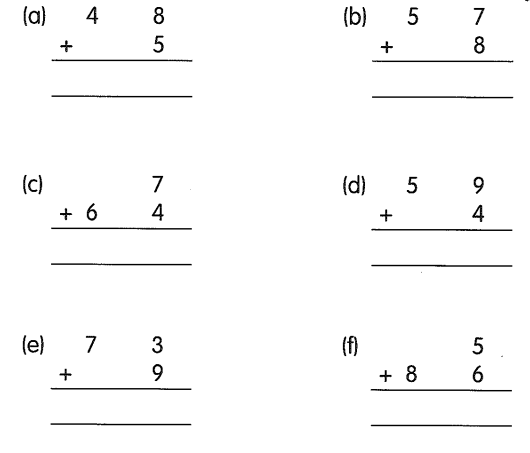 (a) 4 8 (b) 5 7
+ 5 + 8
(c) 7 (d) 5 9
+ 6 4 + 4
(e) 7 3 (f) 5
+ 9 + 8 6